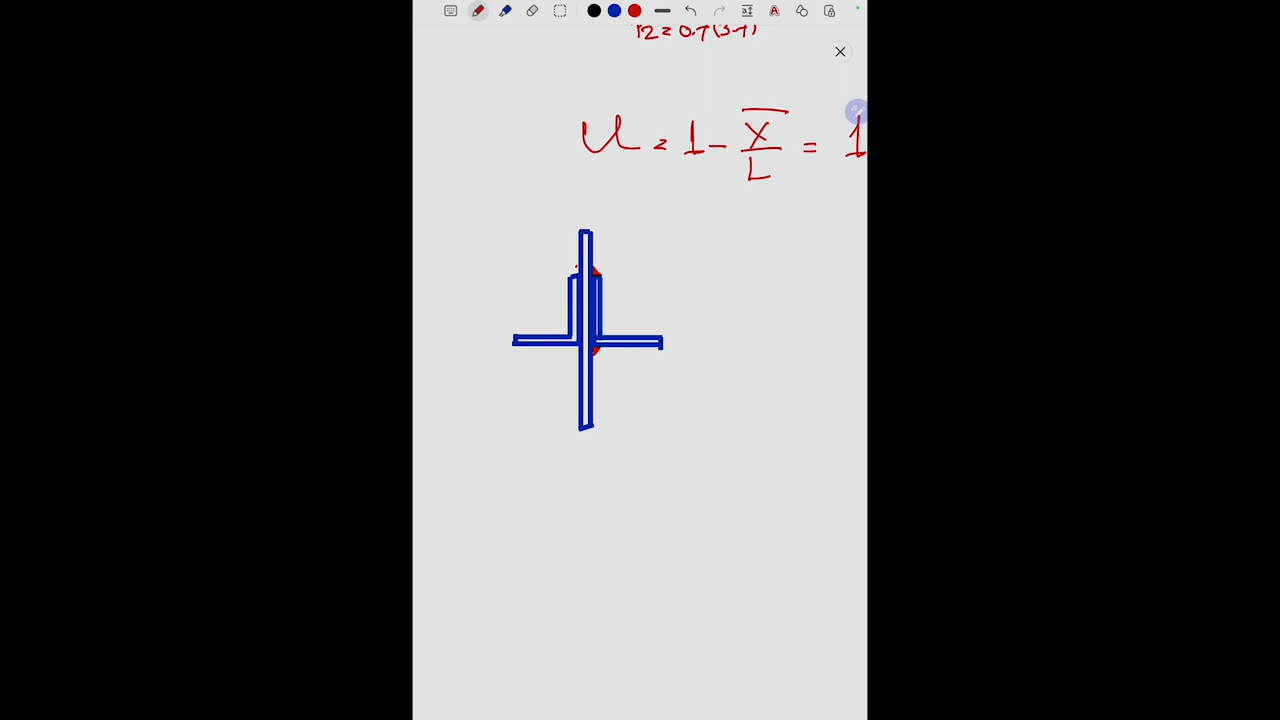 U = 1 - x̅/L = 1